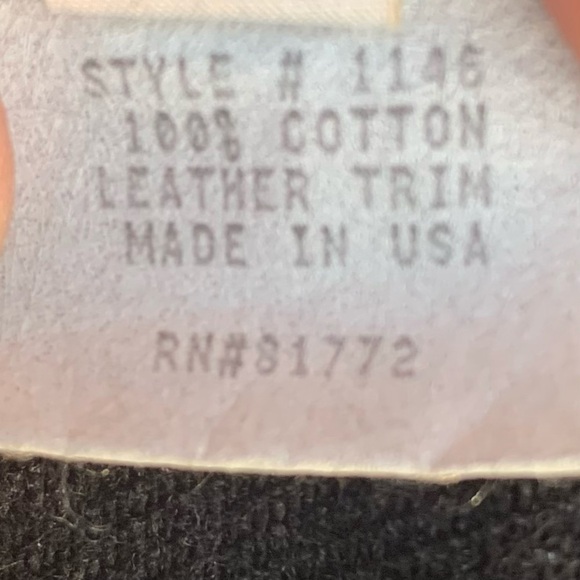 STYLE # 1146
100% COTTON
LEATHER TRIM
MADE IN USA
RN#81772